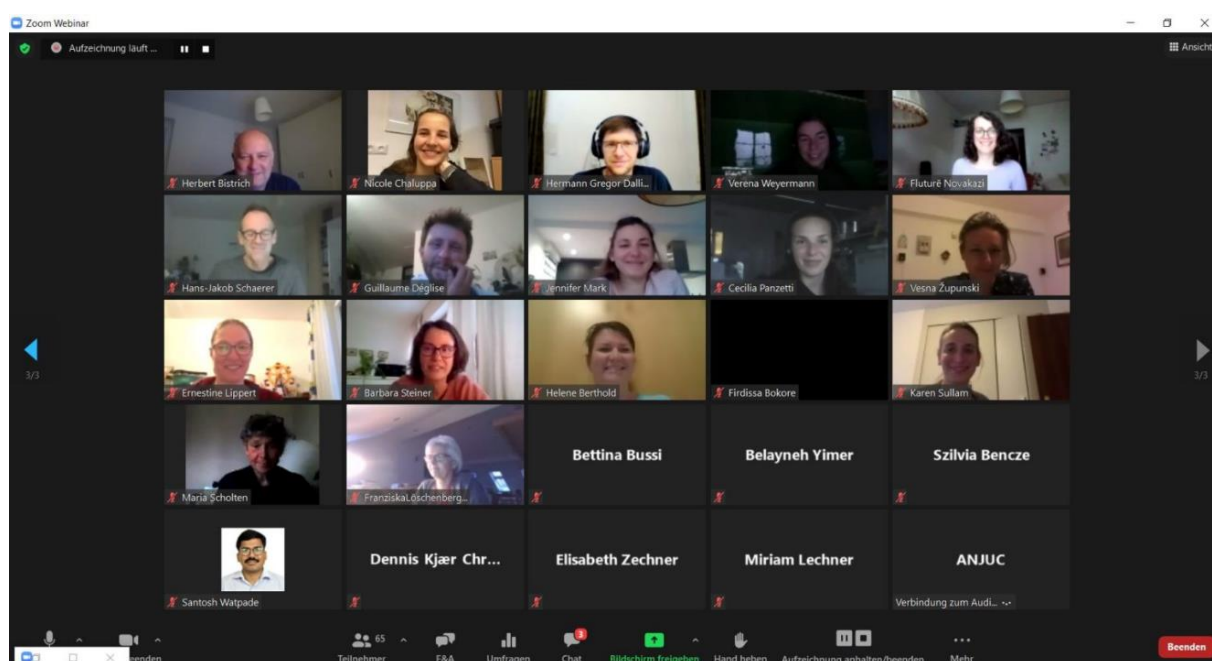 Zoom Webinar
Aufzeichnung läuft ...
Ansicht
Herbert Bistrich
Nicole Chaluppa
Hermann Gregor Dalli...
Verena Weyermann
Fluturë Novakazi
Hans-Jakob Schaerer
Guillaume Déglise
Jennifer Mark
Cecilia Panzetti
Vesna Župunski
3/3
3/3
Ernestine Lippert
Barbara Steiner
Helene Berthold
Firdissa Bokore
Karen Sullam
Maria Scholten
FranziskaLöschenberg...
Bettina Bussi
Belayneh Yimer
Szilvia Bencze
Santosh Watpade
Dennis Kjær Chr...
Elisabeth Zechner
Miriam Lechner
ANJUC
Verbindung zum Audi...
65
3
Teilnehmer
F&A
Umfragen
Chat
Bildschirm freigeben
Hand heben
Aufzeichnung anhalten/beenden
Mehr
Beenden